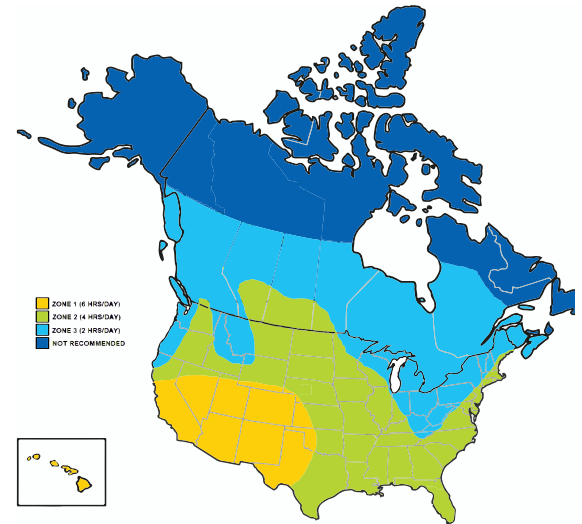 ZONE 1 (6 HRS/DAY)
ZONE 2 (4 HRS/DAY)
ZONE 3 (2 HRS/DAY)
NOT RECOMMENDED